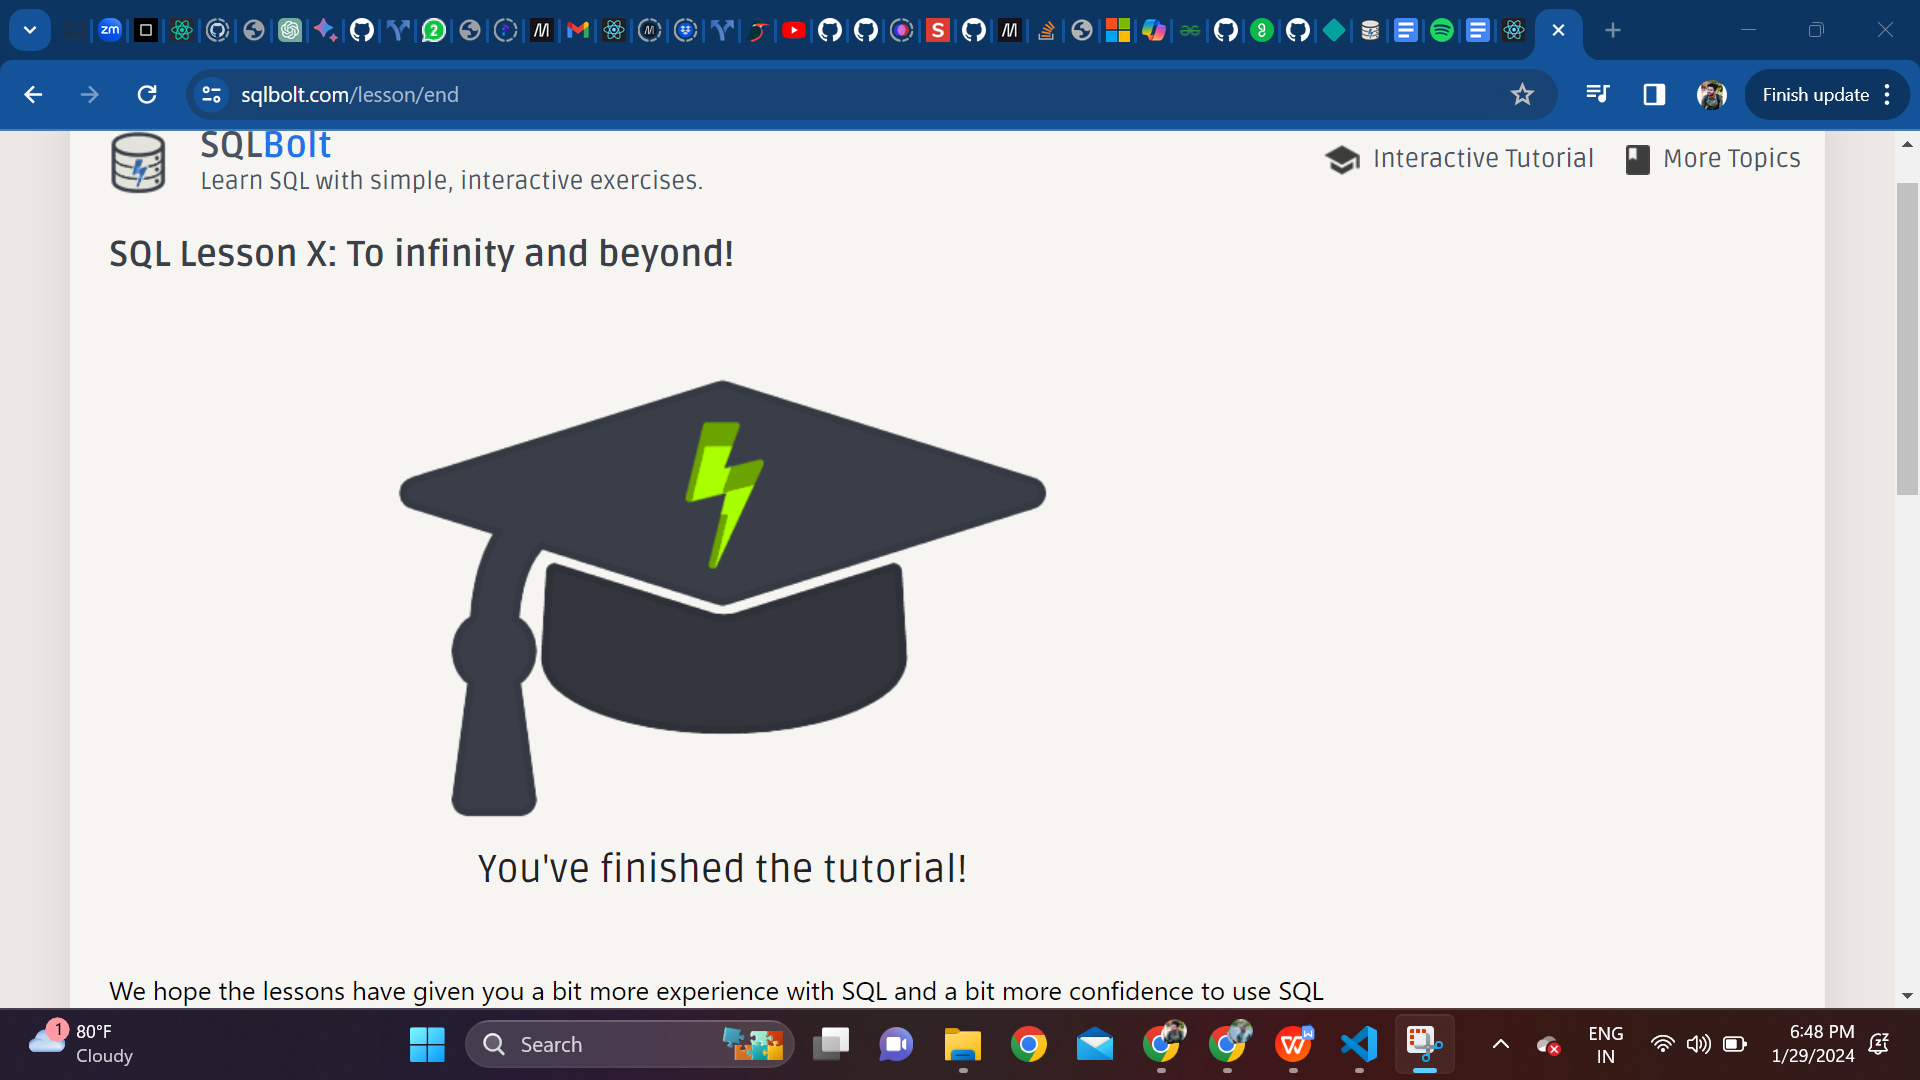 zm
2
S
sqlbolt.com/lesson/end
Finish update
SQLBolt
Learn SQL with simple, interactive exercises.
Interactive Tutorial
More Topics
SQL Lesson X: To infinity and beyond!
You've finished the tutorial!
We hope the lessons have given you a bit more experience with SQL and a bit more confidence to use SQL
1
80°F
Cloudy
Search
ENG
IN
6:48 PM
1/29/2024